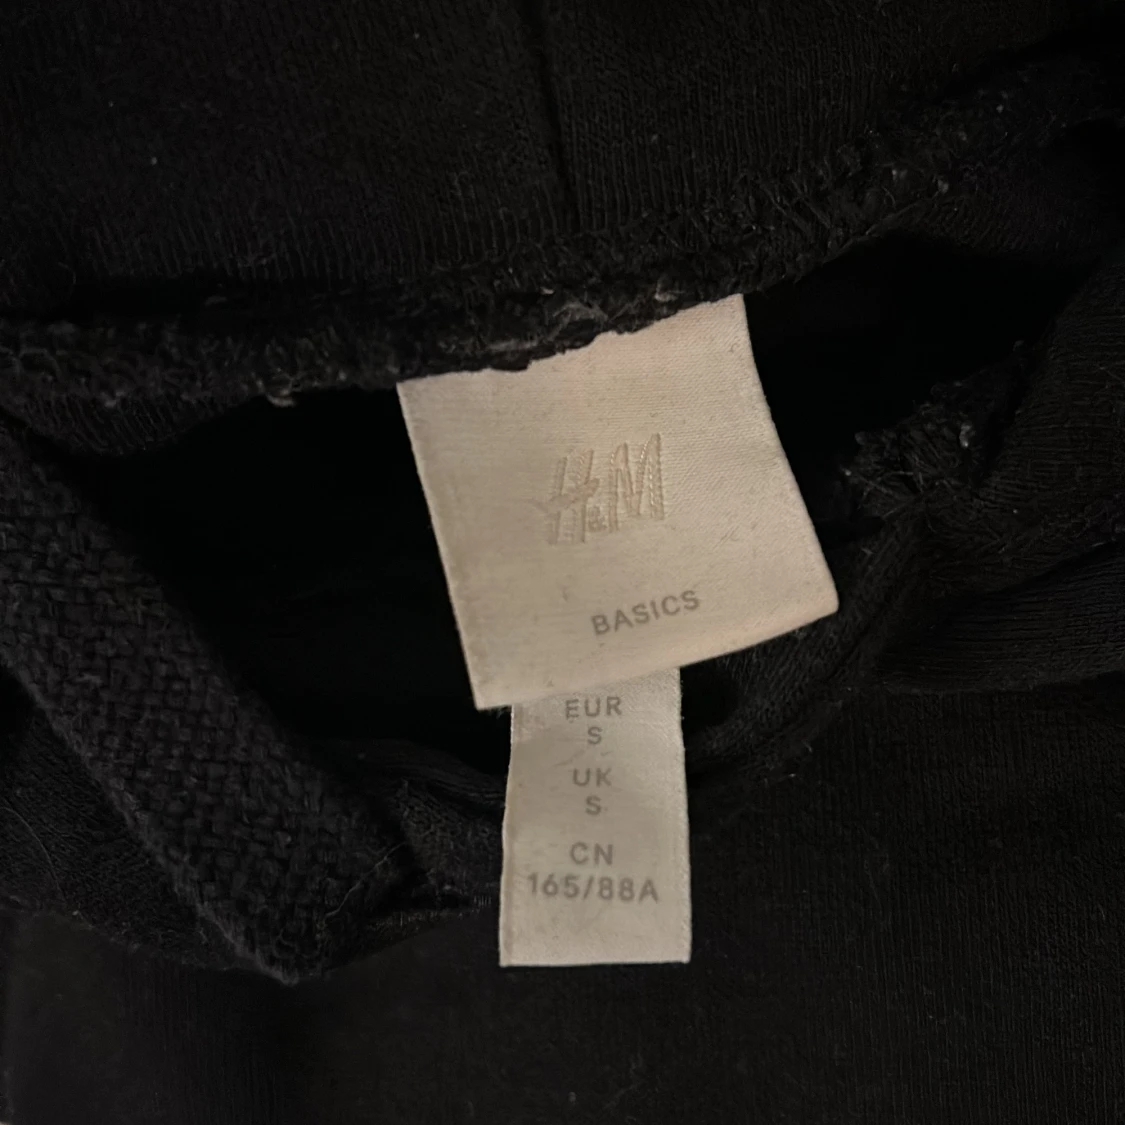 H&M
BASICS
EUR
S
UK
S
CN
165/88A